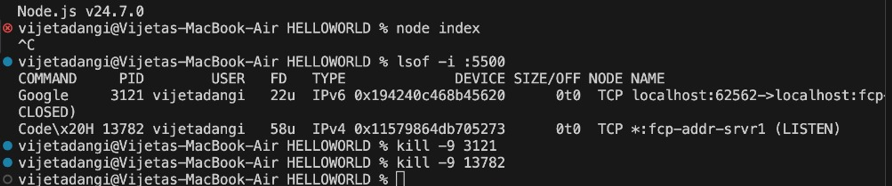 Node.js v24.7.0
vijetadangi@Vijetas-MacBook-Air HELLOWORLD % node index
^C
vijetadangi@Vijetas-MacBook-Air HELLOWORLD % lsof -i :5500
COMMAND PID USER FD TYPE DEVICE SIZE/OFF NODE NAME
Google 3121 vijetadangi 22u IPv6 0x194240c468b45620 0t0 TCP localhost:62562->localhost:fcp-
CLOSED)
Code\x20H 13782 vijetadangi 58u IPv4 0x11579864db705273 0t0 TCP *:fcp-addr-srvr1 (LISTEN)
vijetadangi@Vijetas-MacBook-Air HELLOWORLD % kill -9 3121
vijetadangi@Vijetas-MacBook-Air HELLOWORLD % kill -9 13782
vijetadangi@Vijetas-MacBook-Air HELLOWORLD %